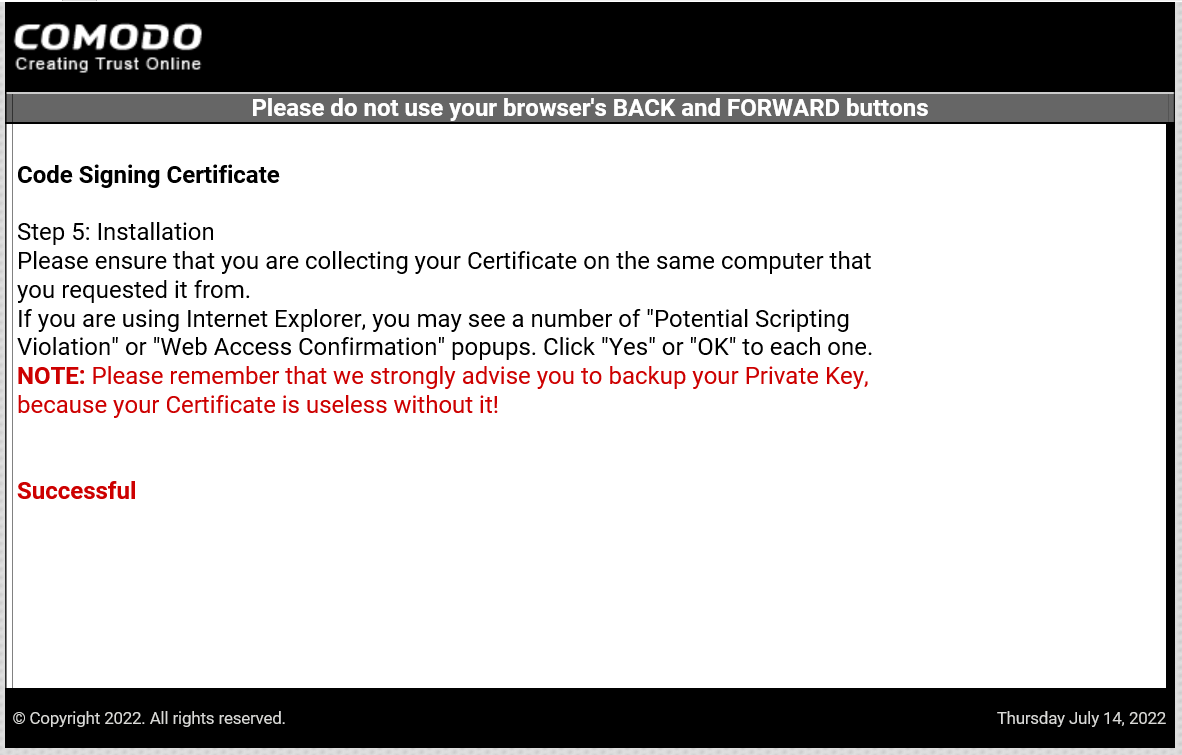 COMODO
Creating Trust Online
Please do not use your browser's BACK and FORWARD buttons
Code Signing Certificate
Step 5: Installation
Please ensure that you are collecting your Certificate on the same computer that
you requested it from.
If you are using Internet Explorer, you may see a number of "Potential Scripting
Violation" or "Web Access Confirmation" popups. Click "Yes" or "OK" to each one.
NOTE: Please remember that we strongly advise you to backup your Private Key,
because your Certificate is useless without it!
Successful
© Copyright 2022. All rights reserved.
Thursday July 14, 2022